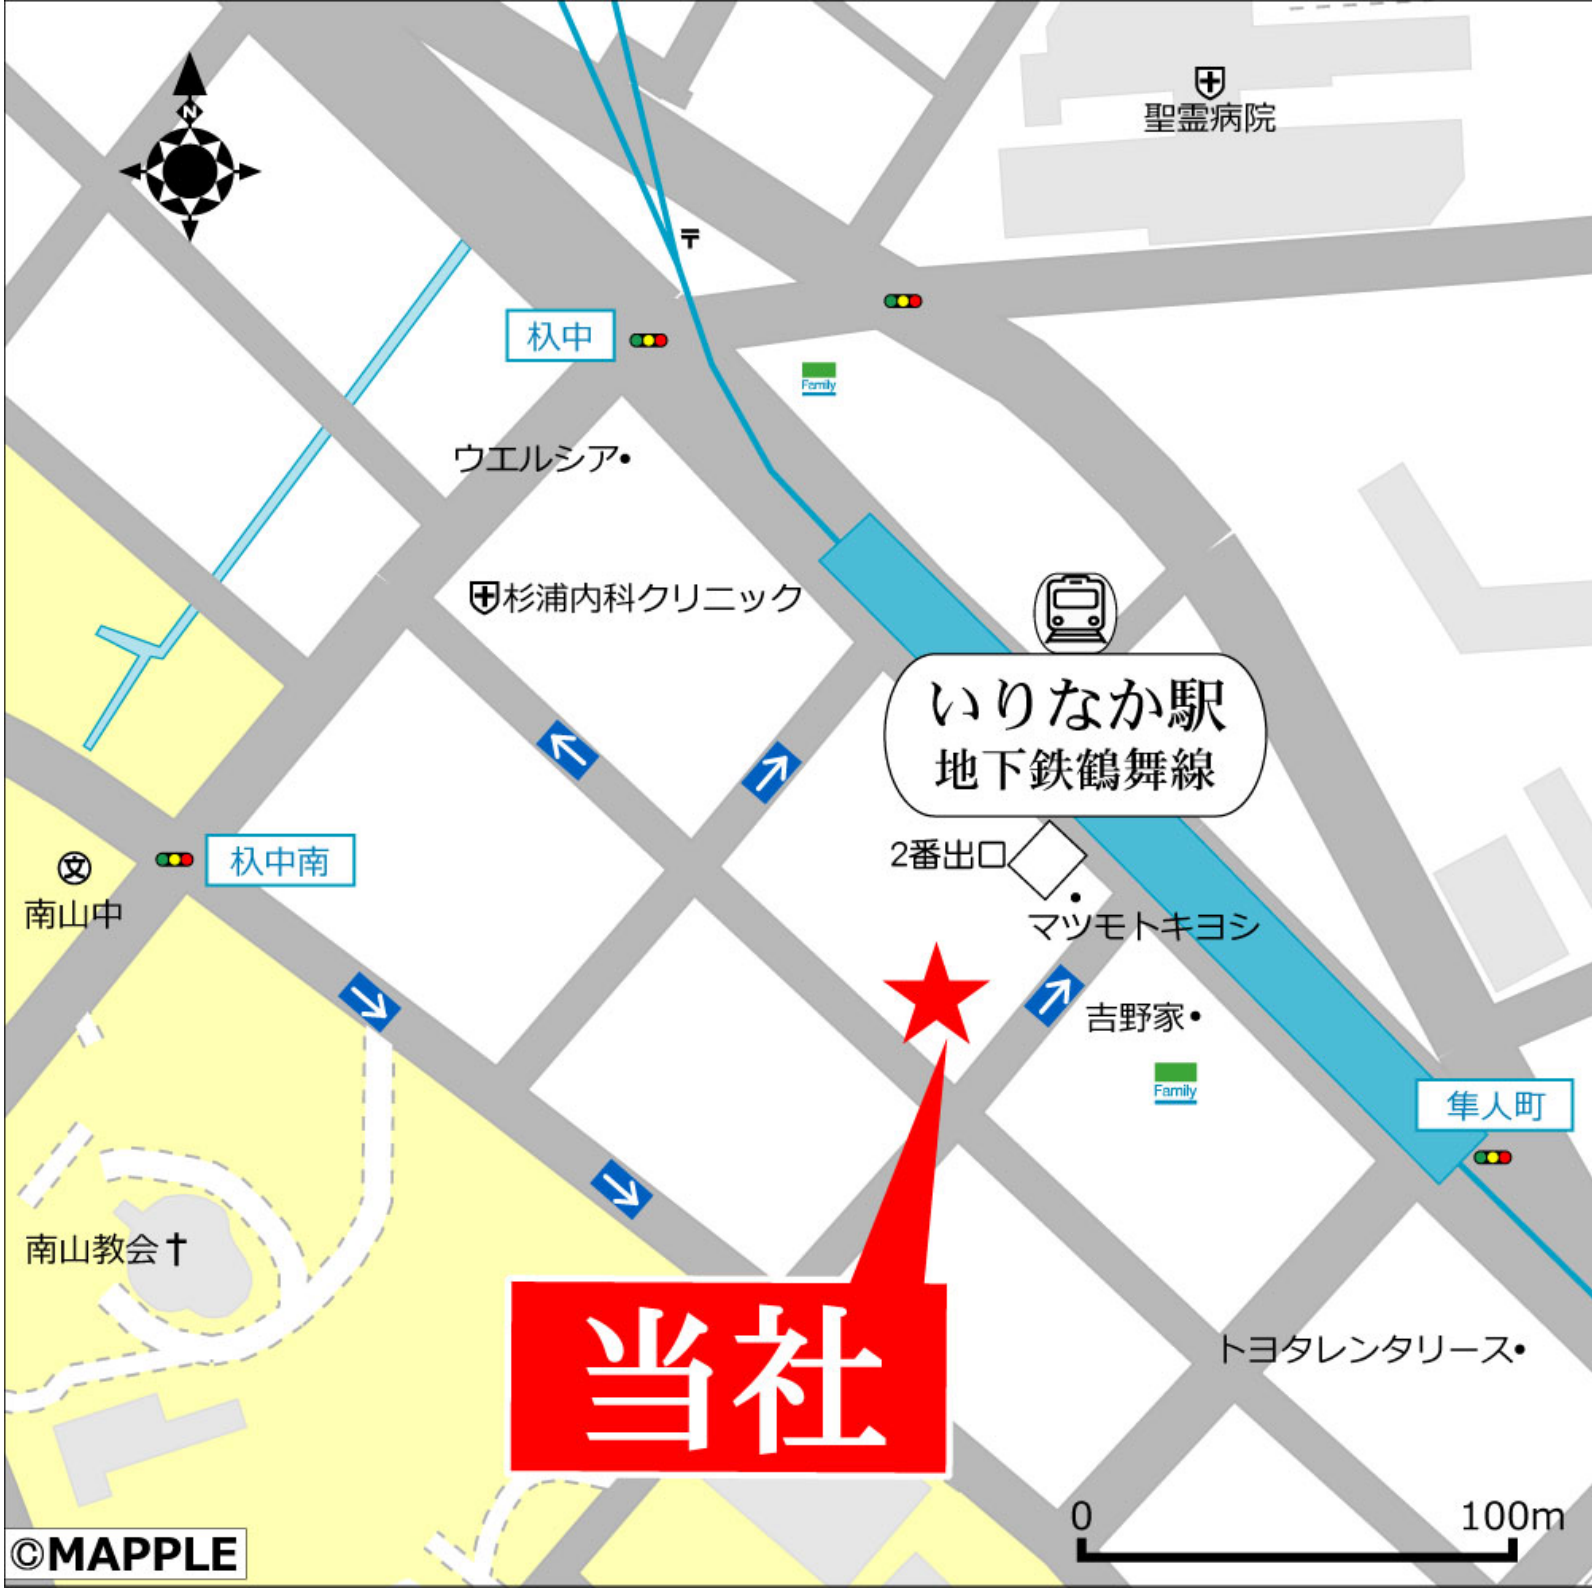 N
聖霊病院
〒
杁中
Family
ウエルシア
杉浦内科クリニック
いりなか駅
地下鉄鶴舞線
2番出口
杁中南
文
南山中
マツモトキヨシ
吉野家
Family
隼人町
南山教会
当社
トヨタレンタリース
0 100m
©MAPPLE